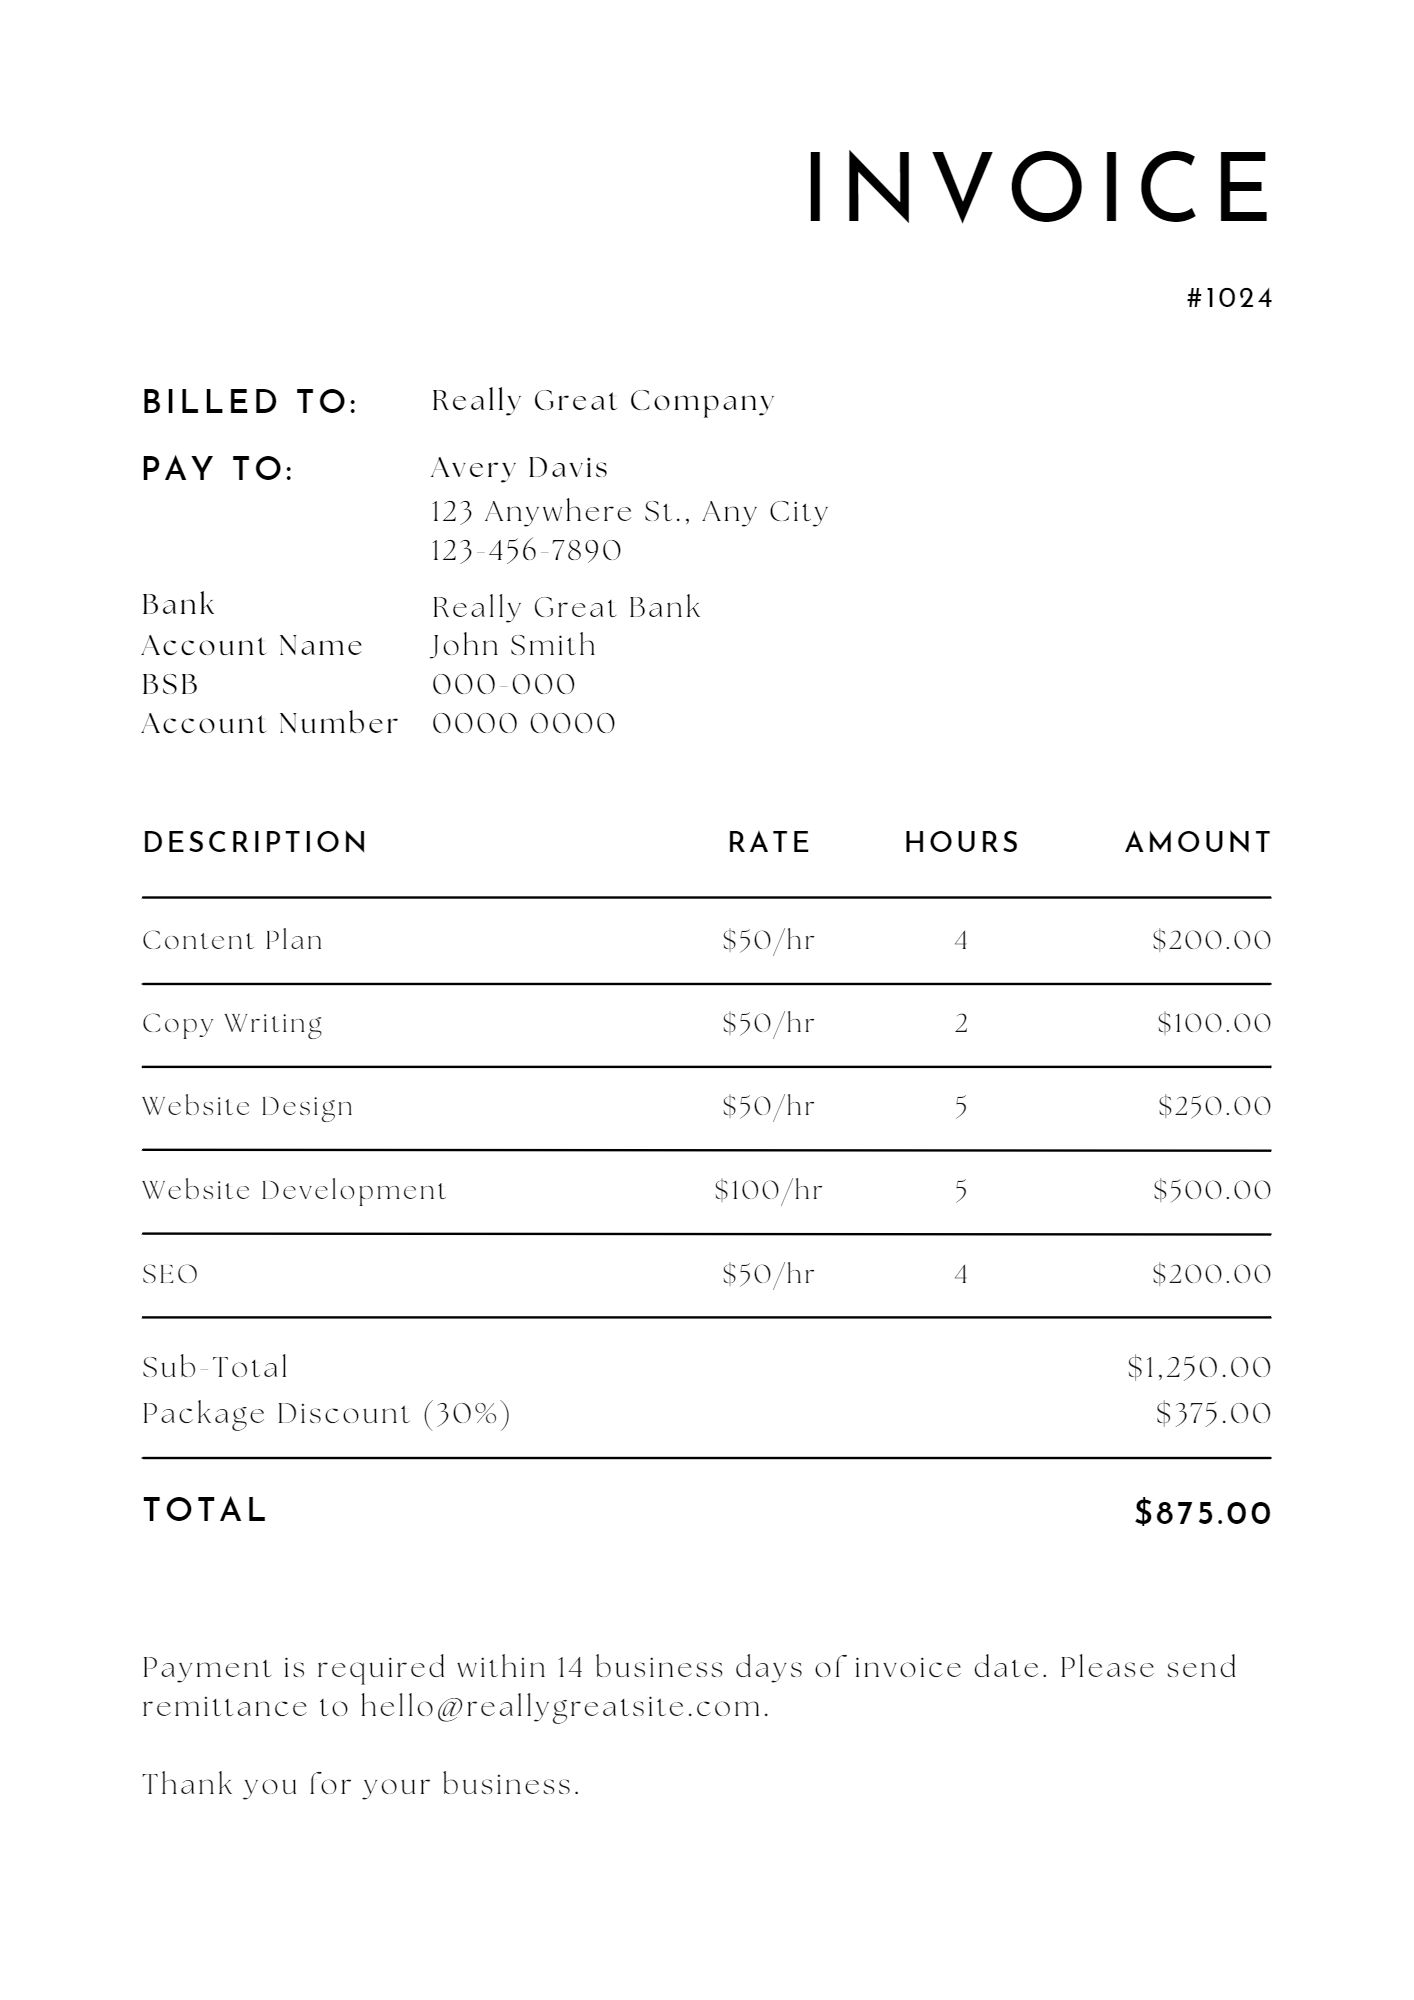 INVOICE
#1024
BILLED TO: Really Great Company
PAY TO: Avery Davis
123 Anywhere St., Any City
123-456-7890
Bank Really Great Bank
Account Name John Smith
BSB 000-000
Account Number 0000 0000
DESCRIPTION RATE HOURS AMOUNT
Content Plan $50/hr 4 $200.00
Copy Writing $50/hr 2 $100.00
Website Design $50/hr 5 $250.00
Website Development $100/hr 5 $500.00
SEO $50/hr 4 $200.00
Sub-Total $1,250.00
Package Discount (30%) $375.00
TOTAL $875.00
Payment is required within 14 business days of invoice date. Please send
remittance to hello@reallygreatsite.com.
Thank you for your business.